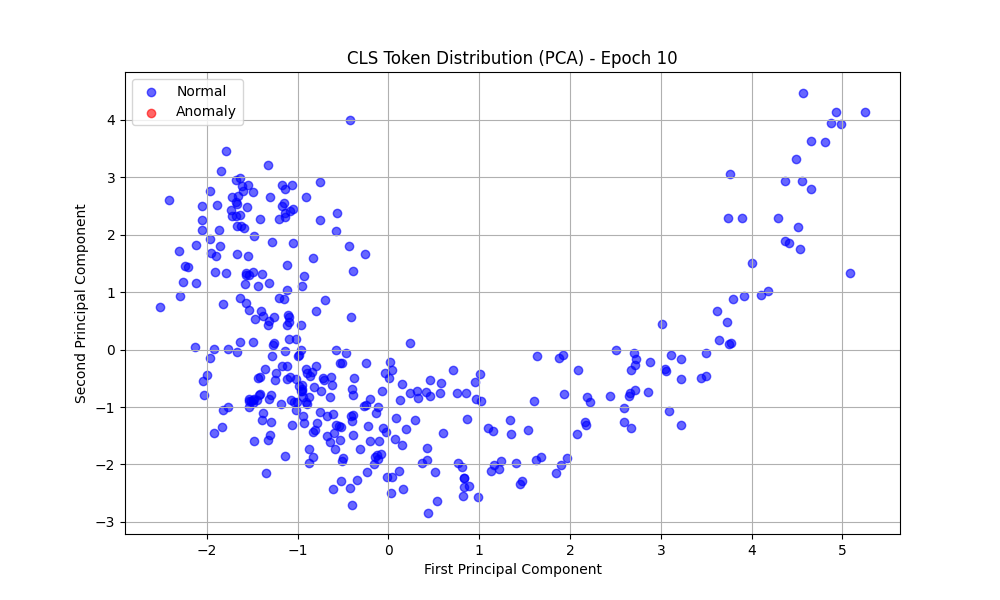 CLS Token Distribution (PCA) - Epoch 10
Normal
Anomaly
4
3
2
1
0
−1
−2
−3
Second Principal Component
−2 −1 0 1 2 3 4 5
First Principal Component